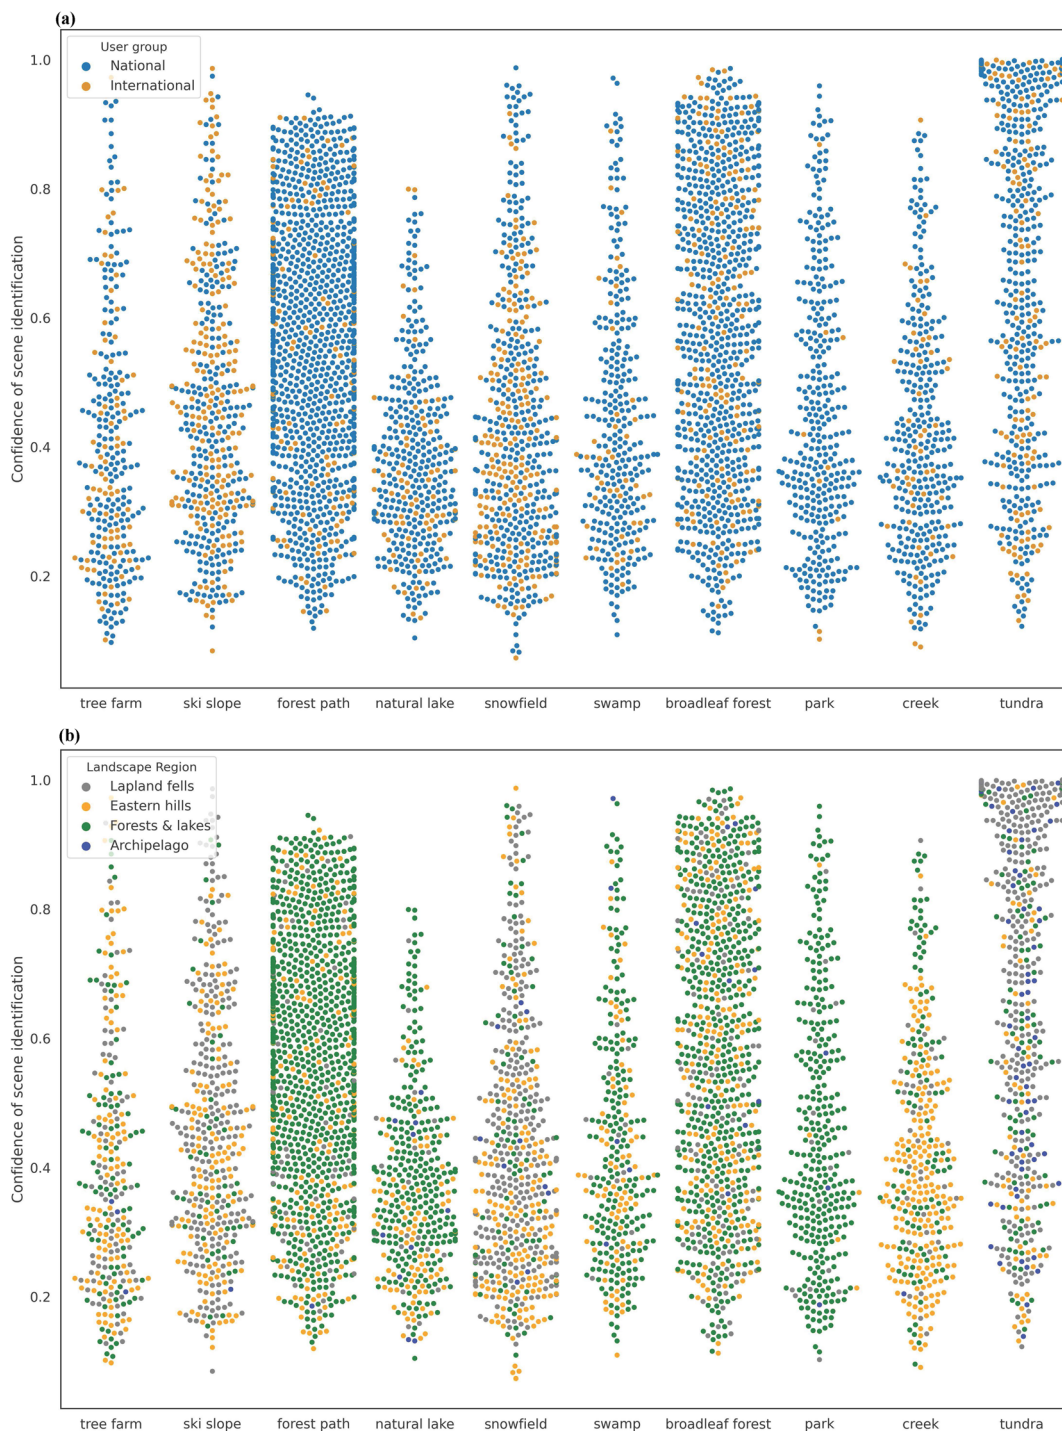 (a)
User group
National
International
1.0
0.8
0.6
0.4
0.2
Confidence of scene identification
tree farm ski slope forest path natural lake snowfield swamp broadleaf forest park creek tundra
(b)
Landscape Region
Lapland fells
Eastern hills
Forests & lakes
Archipelago
1.0
0.8
0.6
0.4
0.2
Confidence of scene identification
tree farm ski slope forest path natural lake snowfield swamp broadleaf forest park creek tundra